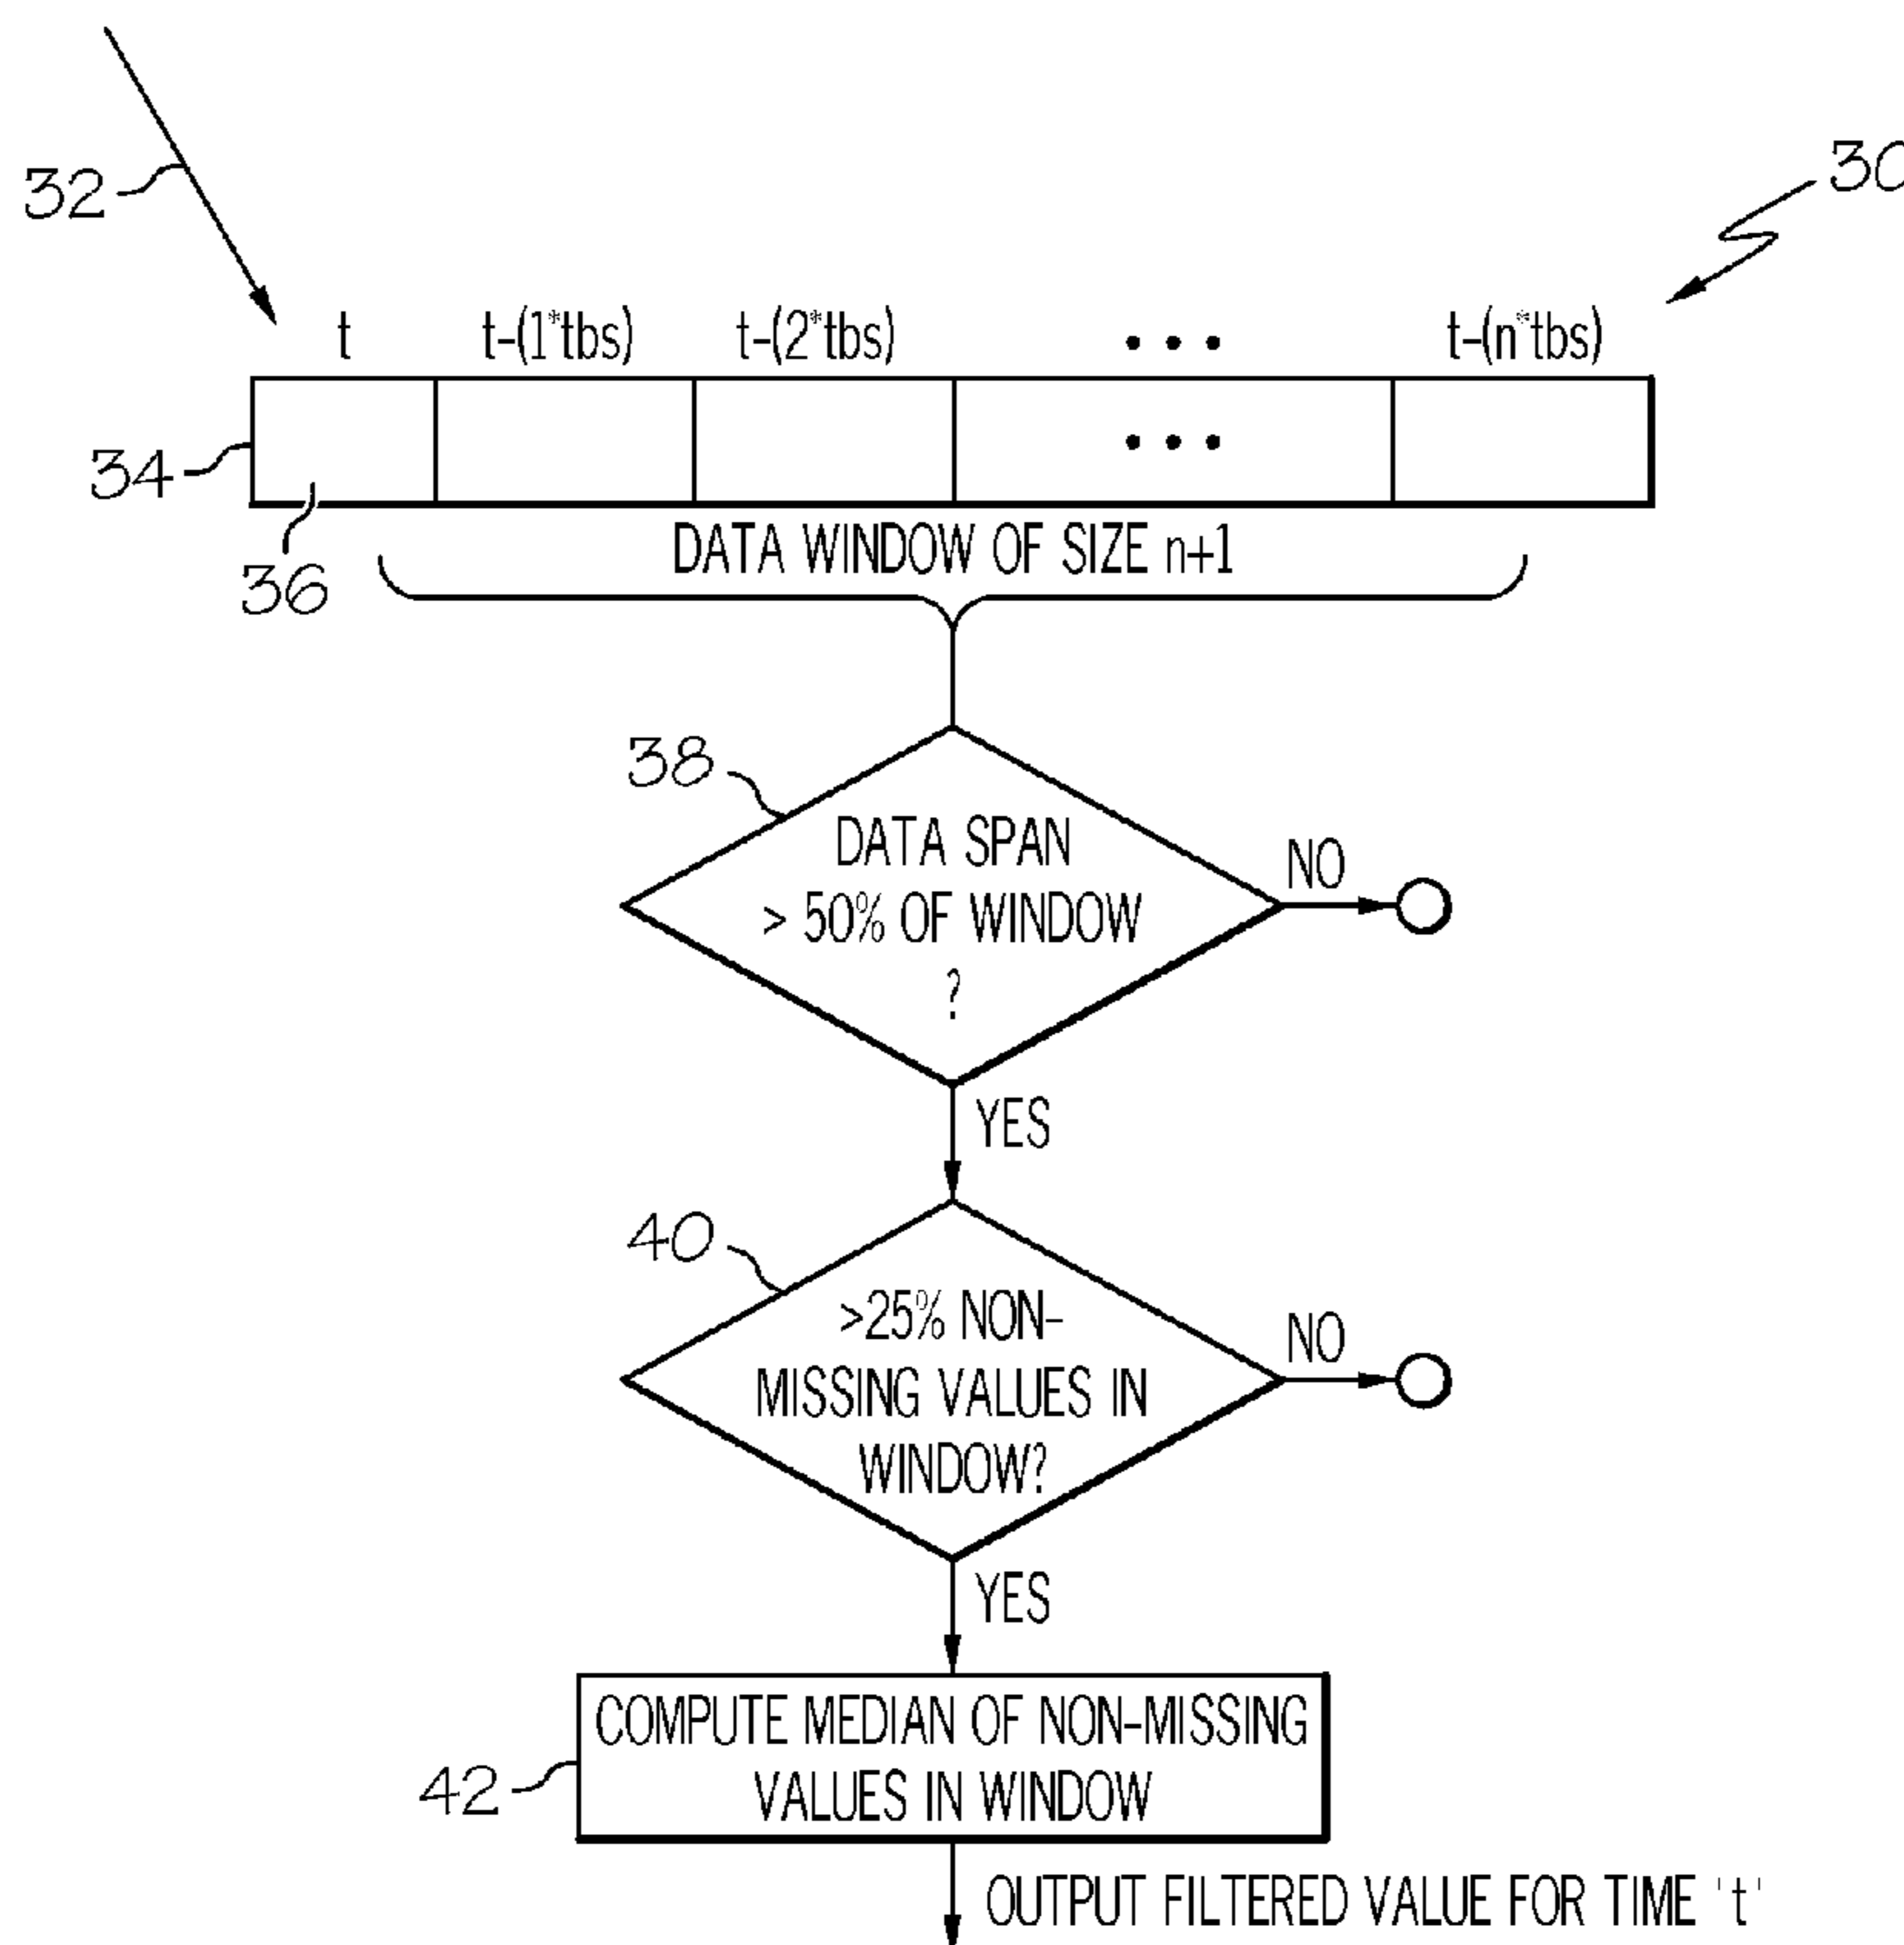 32
30
t t-(1*tbs) t-(2*tbs) • • • t-(n*tbs)
34 • • •
36
DATA WINDOW OF SIZE n+1
38
DATA SPAN
> 50% OF WINDOW
?
NO
YES
40
>25% NON-
MISSING VALUES IN
WINDOW?
NO
YES
COMPUTE MEDIAN OF NON-MISSING
VALUES IN WINDOW
42
OUTPUT FILTERED VALUE FOR TIME 't'